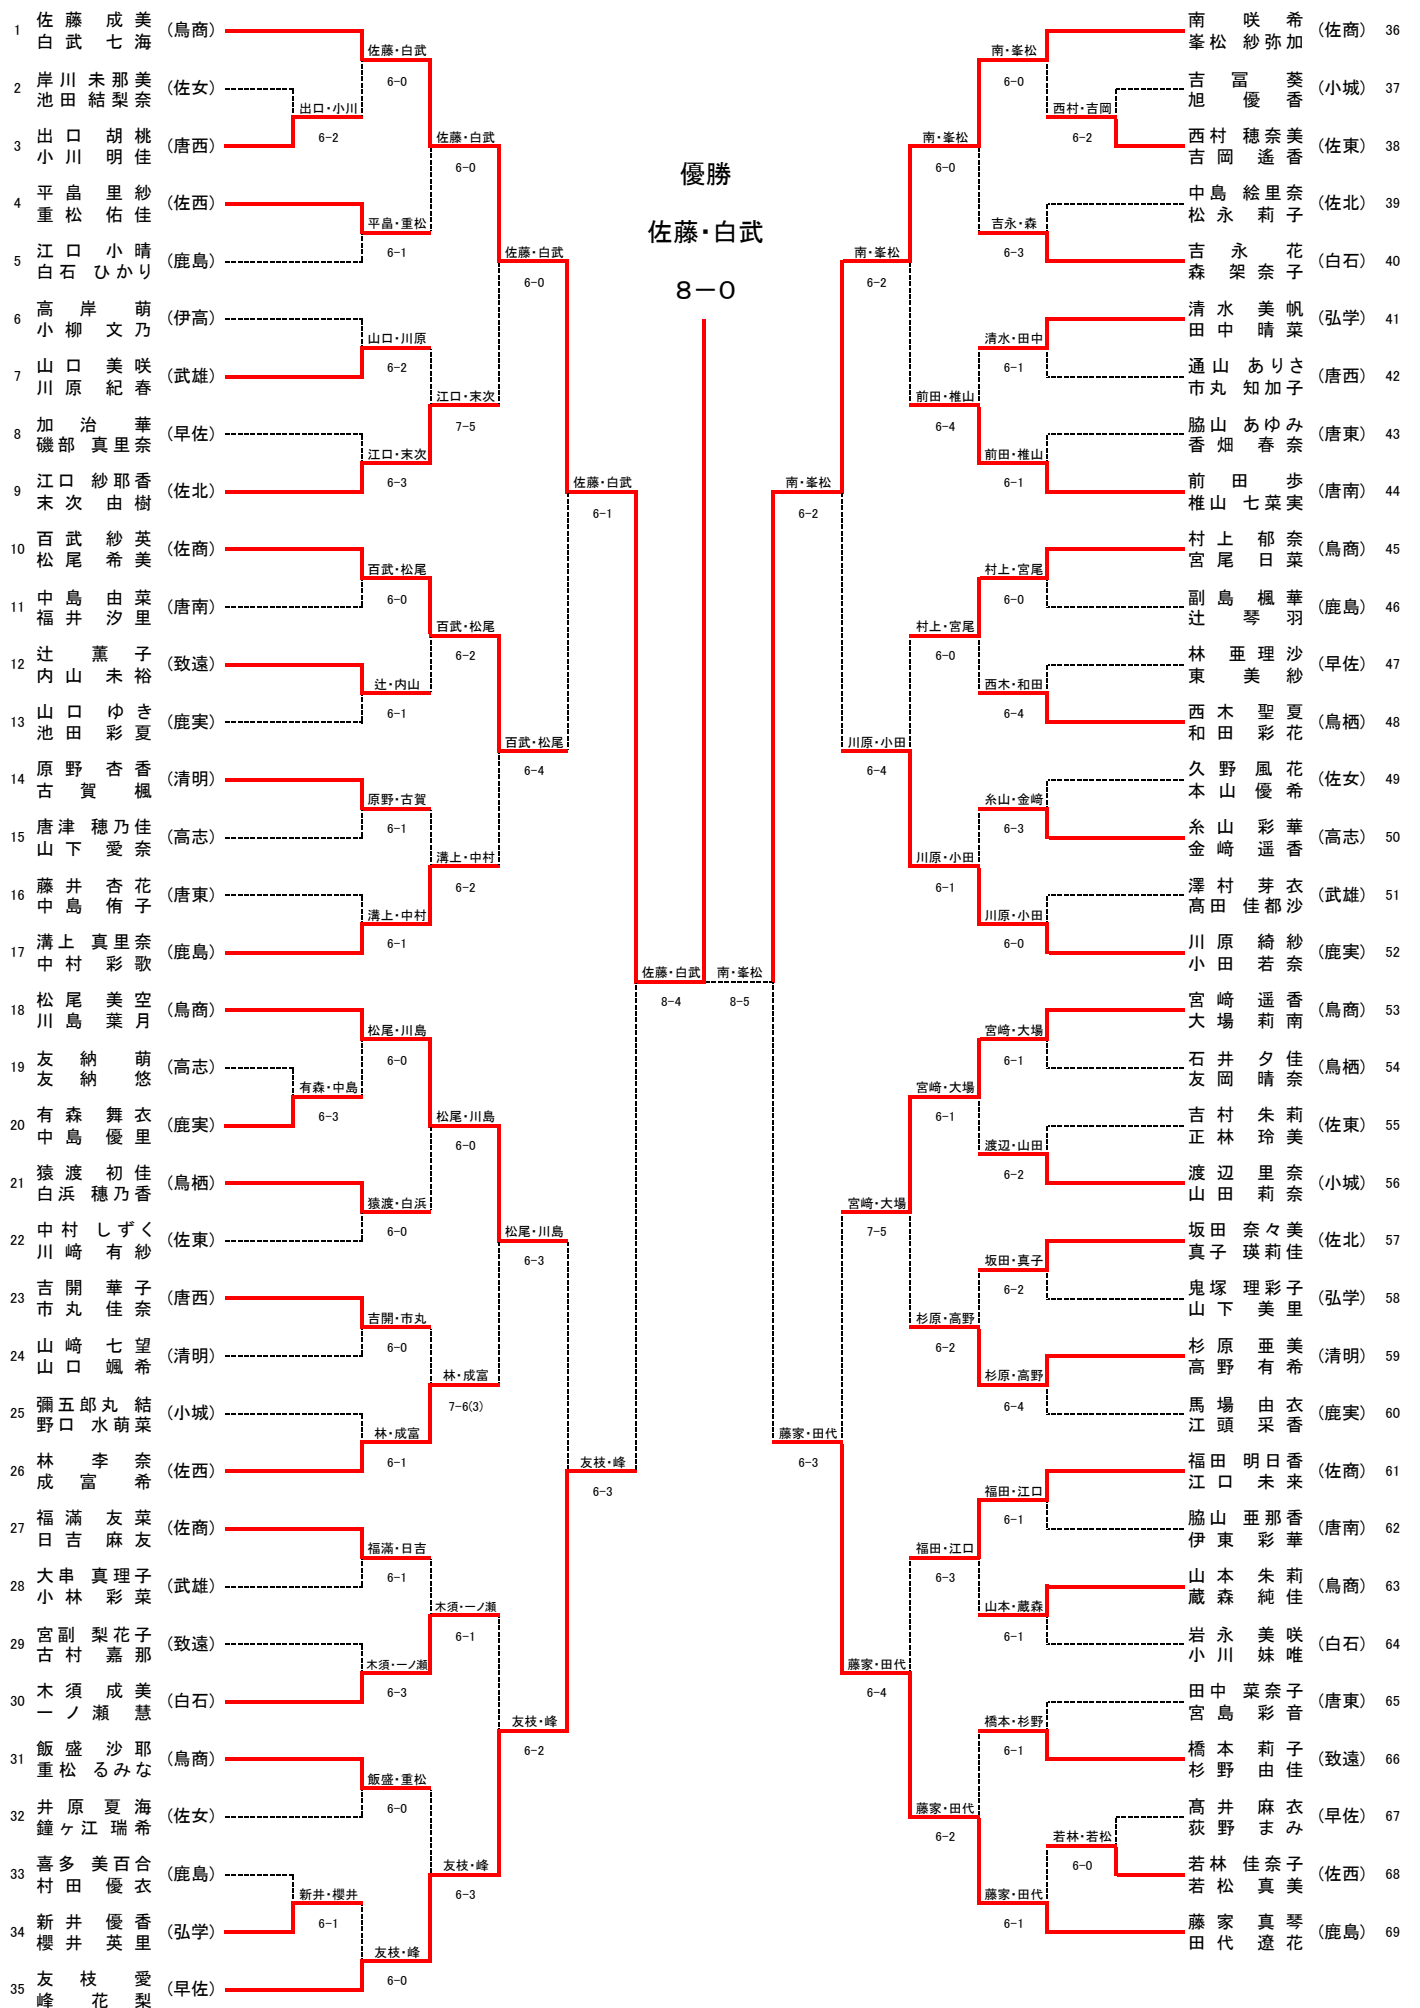 1 佐藤 成美 (鳥商)
白武 七海
2 岸川 未那美 (佐女)
池田 結梨奈
3 出口 胡桃 (唐西)
小川 明佳
4 平畠 里紗 (佐西)
重松 佑佳
5 江口 小晴 (鹿島)
白石 ひかり
6 高岸 萌 (伊高)
小柳 文乃
7 山口 美咲 (武雄)
川原 紀春
8 加治 華 (早佐)
磯部 真里奈
9 江口 紗耶香 (佐北)
末次 由樹
10 百武 紗英 (佐商)
松尾 希美
11 中島 由菜 (唐南)
福井 汐里
12 辻 薫子 (致遠)
内山 未裕
13 山口 ゆき (鹿実)
池田 彩夏
14 原野 杏香 (清明)
古賀 楓
15 唐津 穂乃佳 (高志)
山下 愛奈
16 藤井 杏花 (唐東)
中島 侑子
17 溝上 真里奈 (鹿島)
中村 彩歌
18 松尾 美空 (鳥商)
川島 葉月
19 友納 萌 (高志)
友納 悠
20 有森 舞衣 (鹿実)
中島 優里
21 猿渡 初佳 (鳥栖)
白浜 穂乃香
22 中村 しずく (佐東)
川﨑 有紗
23 吉開 華子 (唐西)
市丸 佳奈
24 山﨑 七望 (清明)
山口 颯希
25 彌五郎丸 結 (小城)
野口 水萌菜
26 林 李奈 (佐西)
成富 希
27 福滿 友菜 (佐商)
日吉 麻友
28 大串 真理子 (武雄)
小林 彩菜
29 宮副 梨花子 (致遠)
古村 嘉那
30 木須 成美 (白石)
一ノ瀬 慧
31 飯盛 沙耶 (鳥商)
重松 るみな
32 井原 夏海 (佐女)
鐘ヶ江 瑞希
33 喜多 美百合 (鹿島)
村田 優衣
34 新井 優香 (弘学)
櫻井 英里
35 友枝 愛 (早佐)
峰 花梨
出口・小川
6-2
有森・中島
6-3
新井・櫻井
6-1
佐藤・白武
6-0
平畠・重松
6-1
山口・川原
6-2
江口・末次
6-3
百武・松尾
6-0
辻・内山
6-1
原野・古賀
6-1
溝上・中村
6-1
松尾・川島
6-0
猿渡・白浜
6-0
吉開・市丸
6-0
林・成富
6-1
福滿・日吉
6-1
木須・一ノ瀬
6-3
飯盛・重松
6-0
友枝・峰
6-0
佐藤・白武
6-0
江口・末次
7-5
百武・松尾
6-2
溝上・中村
6-2
松尾・川島
6-0
林・成富
7-6(3)
木須・一ノ瀬
6-1
友枝・峰
6-3
佐藤・白武
6-0
百武・松尾
6-4
松尾・川島
6-3
友枝・峰
6-2
佐藤・白武
6-1
友枝・峰
6-3
佐藤・白武
8-4
優勝
佐藤・白武
8-0
南・峯松
8-5
南・峯松
6-2
藤家・田代
6-3
南・峯松
6-2
川原・小田
6-4
宮﨑・大場
7-5
藤家・田代
6-4
南・峯松
6-0
前田・椎山
6-4
村上・宮尾
6-0
川原・小田
6-1
宮﨑・大場
6-1
杉原・高野
6-2
福田・江口
6-3
藤家・田代
6-2
南・峯松
6-0
吉永・森
6-3
清水・田中
6-1
前田・椎山
6-1
村上・宮尾
6-0
西木・和田
6-4
糸山・金﨑
6-3
川原・小田
6-0
宮﨑・大場
6-1
渡辺・山田
6-2
坂田・真子
6-2
杉原・高野
6-4
福田・江口
6-1
山本・蔵森
6-1
橋本・杉野
6-1
藤家・田代
6-1
西村・吉岡
6-2
若林・若松
6-0
南 咲希 (佐商) 36
峯松 紗弥加
吉冨 葵 (小城) 37
旭 優香
西村 穂奈美 (佐東) 38
吉岡 遙香
中島 絵里奈 (佐北) 39
松永 莉子
吉永 花 (白石) 40
森 架奈子
清水 美帆 (弘学) 41
田中 晴菜
通山 ありさ (唐西) 42
市丸 知加子
脇山 あゆみ (唐東) 43
香畑 春奈
前田 歩 (唐南) 44
椎山 七菜実
村上 郁奈 (鳥商) 45
宮尾 日菜
副島 楓華 (鹿島) 46
辻 琴羽
林 亜理沙 (早佐) 47
東 美紗
西木 聖夏 (鳥栖) 48
和田 彩花
久野 風花 (佐女) 49
本山 優希
糸山 彩華 (高志) 50
金﨑 遥香
澤村 芽衣 (武雄) 51
髙田 佳都沙
川原 綺紗 (鹿実) 52
小田 若奈
宮﨑 遥香 (鳥商) 53
大場 莉南
石井 夕佳 (鳥栖) 54
友岡 晴奈
吉村 朱莉 (佐東) 55
正林 玲美
渡辺 里奈 (小城) 56
山田 莉奈
坂田 奈々美 (佐北) 57
真子 瑛莉佳
鬼塚 理彩子 (弘学) 58
山下 美里
杉原 亜美 (清明) 59
高野 有希
馬場 由衣 (鹿実) 60
江頭 采香
福田 明日香 (佐商) 61
江口 未来
脇山 亜那香 (唐南) 62
伊東 彩華
山本 朱莉 (鳥商) 63
蔵森 純佳
岩永 美咲 (白石) 64
小川 妹唯
田中 菜奈子 (唐東) 65
宮島 彩音
橋本 莉子 (致遠) 66
杉野 由佳
髙井 麻衣 (早佐) 67
荻野 まみ
若林 佳奈子 (佐西) 68
若松 真美
藤家 真琴 (鹿島) 69
田代 遼花